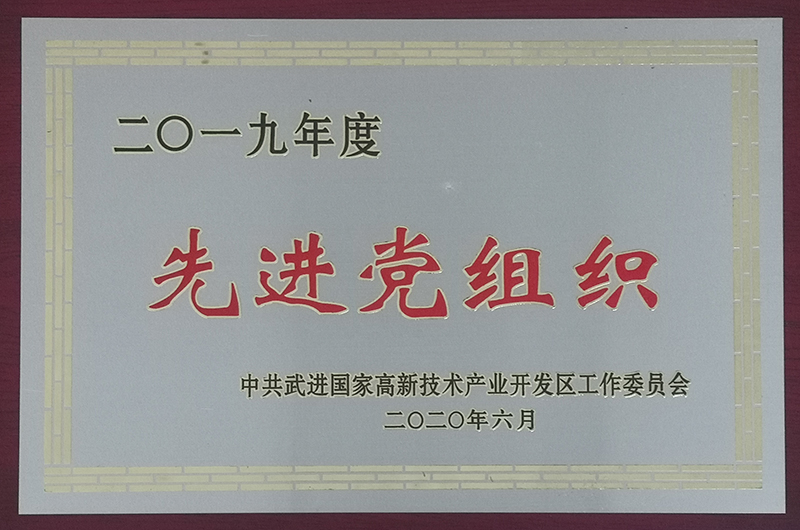 二〇一九年度
先进党组织
中共武进国家高新技术产业开发区工作委员会
二〇二〇年六月